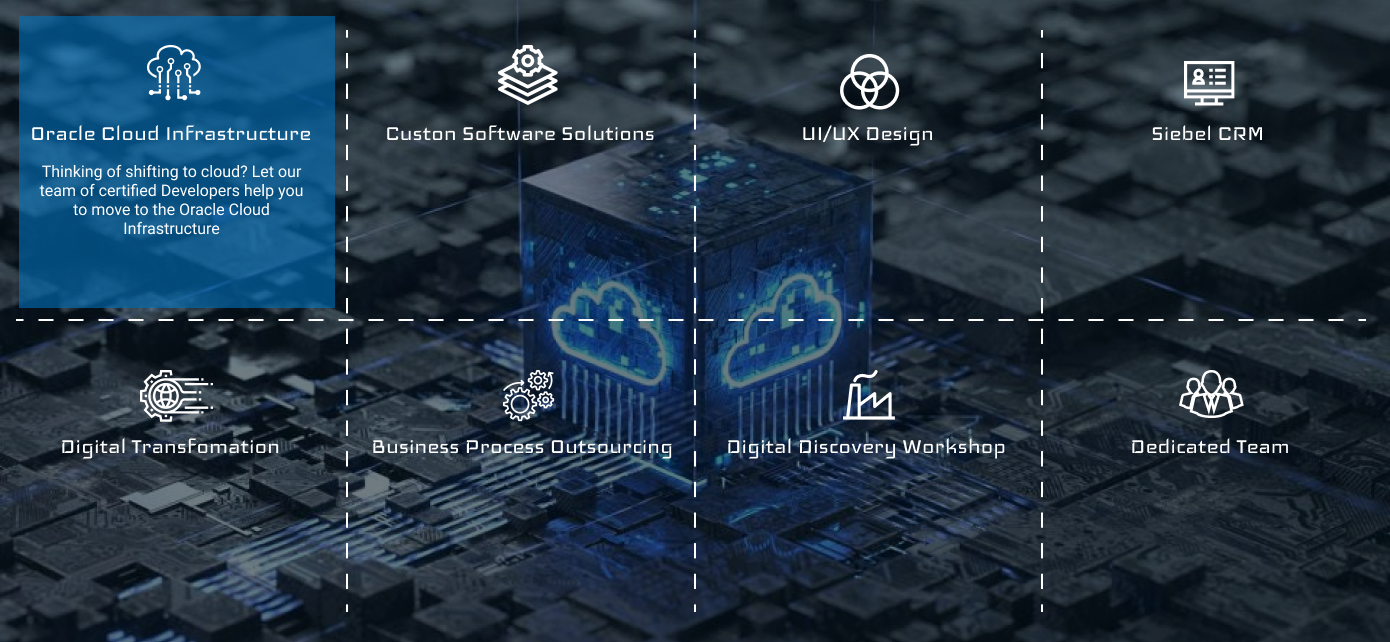 Oracle Cloud Infrastructure
Thinking of shifting to cloud? Let our
team of certified Developers help you
to move to the Oracle Cloud
Infrastructure
Custon Software Solutions
UI/UX Design
Siebel CRM
Digital Transfomation
Business Process Outsourcing
Digital Discovery Workshop
Dedicated Team